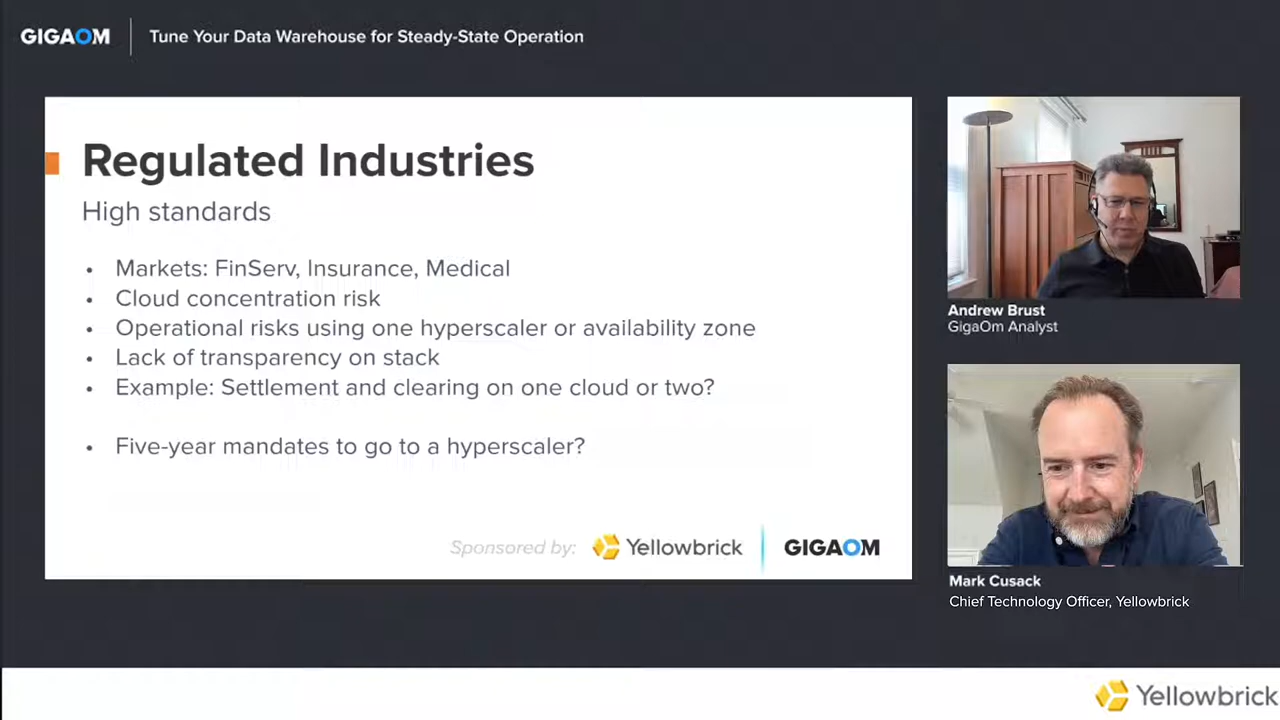 GIGAOM
Tune Your Data Warehouse for Steady-State Operation
Regulated Industries
High standards
• Markets: FinServ, Insurance, Medical
• Cloud concentration risk
• Operational risks using one hyperscaler or availability zone
• Lack of transparency on stack
• Example: Settlement and clearing on one cloud or two?
• Five-year mandates to go to a hyperscaler?
Sponsored by: Yellowbrick GIGAOM
Andrew Brust
GigaOm Analyst
Mark Cusack
Chief Technology Officer, Yellowbrick
Yellowbrick